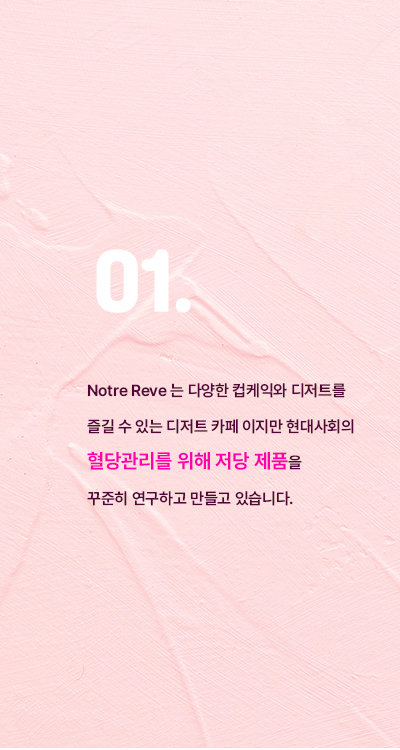 01.
Notre Reve 는 다양한 컵케익와 디저트를
즐길 수 있는 디저트 카페 이지만 현대사회의
혈당관리를 위해 저당 제품을
꾸준히 연구하고 만들고 있습니다.